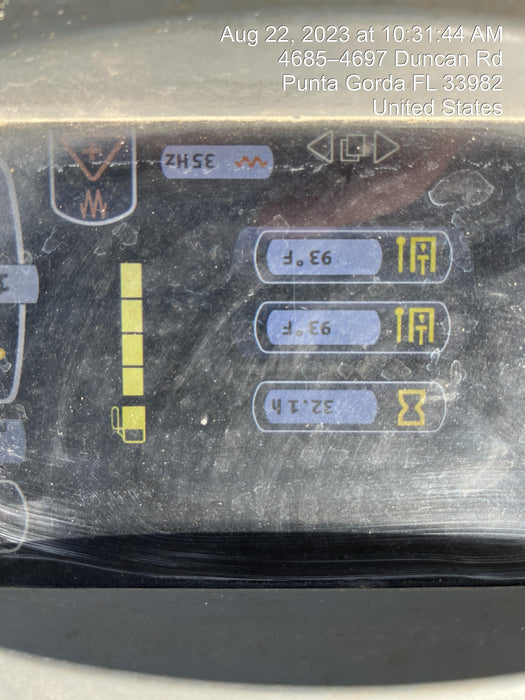 Aug 22, 2023 at 10:31:44 AM
4685–4697 Duncan Rd
Punta Gorda FL 33982
United States
35Hz
93°F
93°F
32.1h